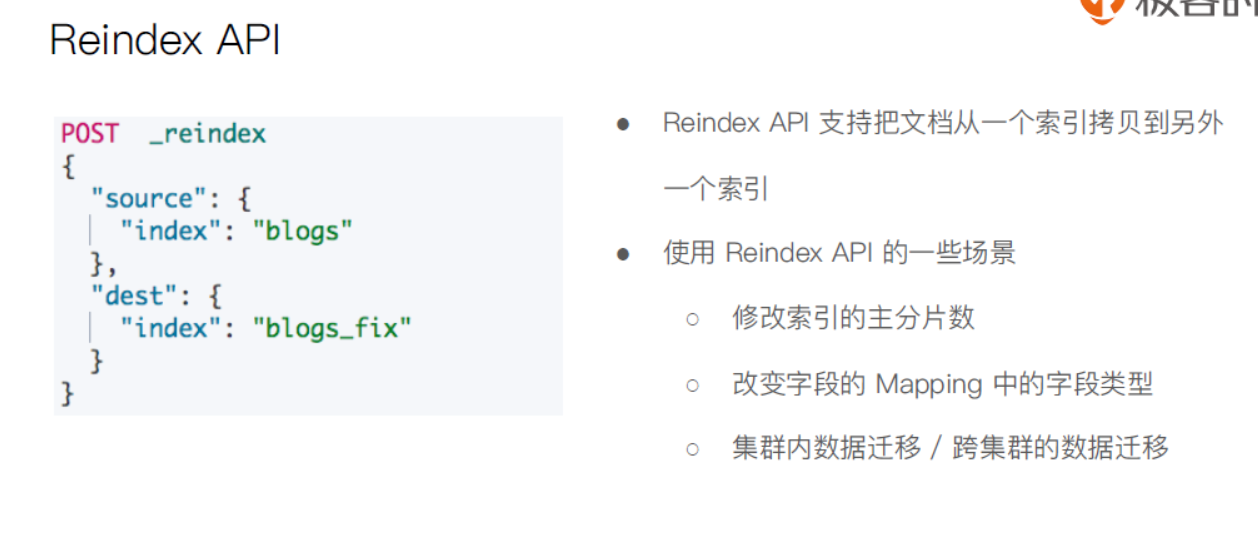 Reindex API
POST _reindex
{
"source": {
"index": "blogs"
},
"dest": {
"index": "blogs_fix"
}
}
● Reindex API 支持把文档从一个索引拷贝到另外
一个索引
● 使用 Reindex API 的一些场景
○ 修改索引的主分片数
○ 改变字段的 Mapping 中的字段类型
○ 集群内数据迁移 / 跨集群的数据迁移